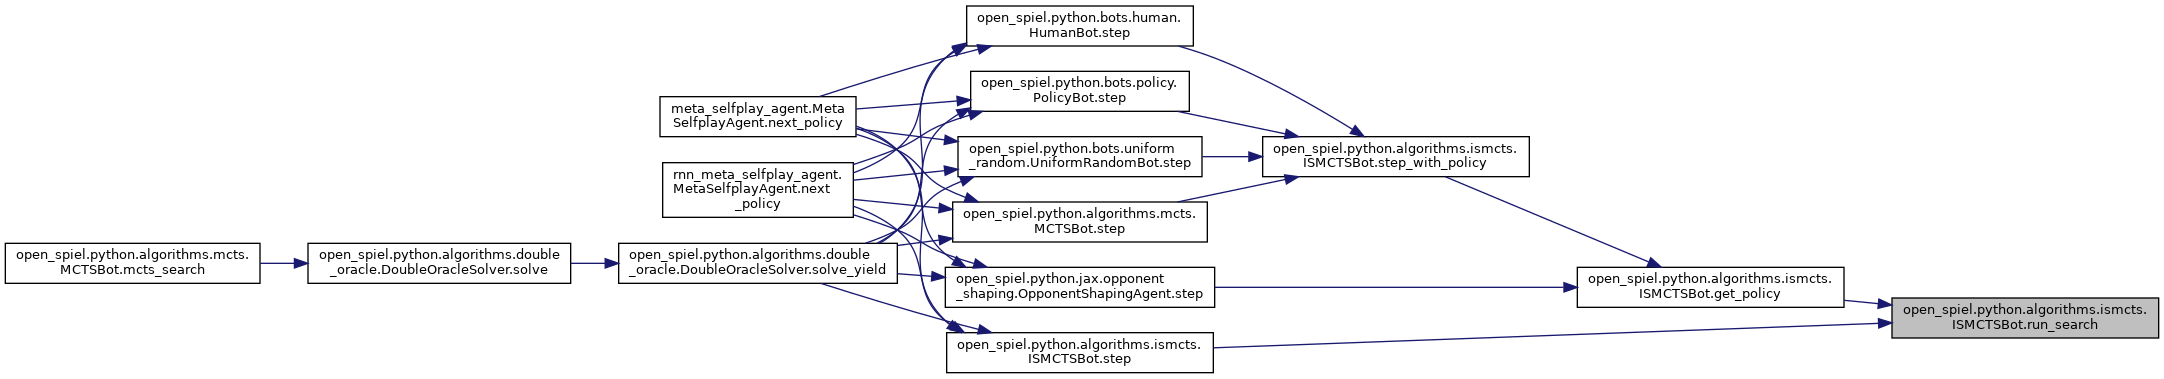 open_spiel.python.bots.human.
HumanBot.step
open_spiel.python.bots.policy.
PolicyBot.step
meta_selfplay_agent.Meta
SelfplayAgent.next_policy
open_spiel.python.bots.uniform
_random.UniformRandomBot.step
open_spiel.python.algorithms.ismcts.
ISMCTSBot.step_with_policy
rnn_meta_selfplay_agent.
MetaSelfplayAgent.next
_policy
open_spiel.python.algorithms.mcts.
MCTSBot.step
open_spiel.python.algorithms.mcts.
MCTSBot.mcts_search
open_spiel.python.algorithms.double
_oracle.DoubleOracleSolver.solve
open_spiel.python.algorithms.double
_oracle.DoubleOracleSolver.solve_yield
open_spiel.python.jax.opponent
_shaping.OpponentShapingAgent.step
open_spiel.python.algorithms.ismcts.
ISMCTSBot.get_policy
open_spiel.python.algorithms.ismcts.
ISMCTSBot.run_search
open_spiel.python.algorithms.ismcts.
ISMCTSBot.step